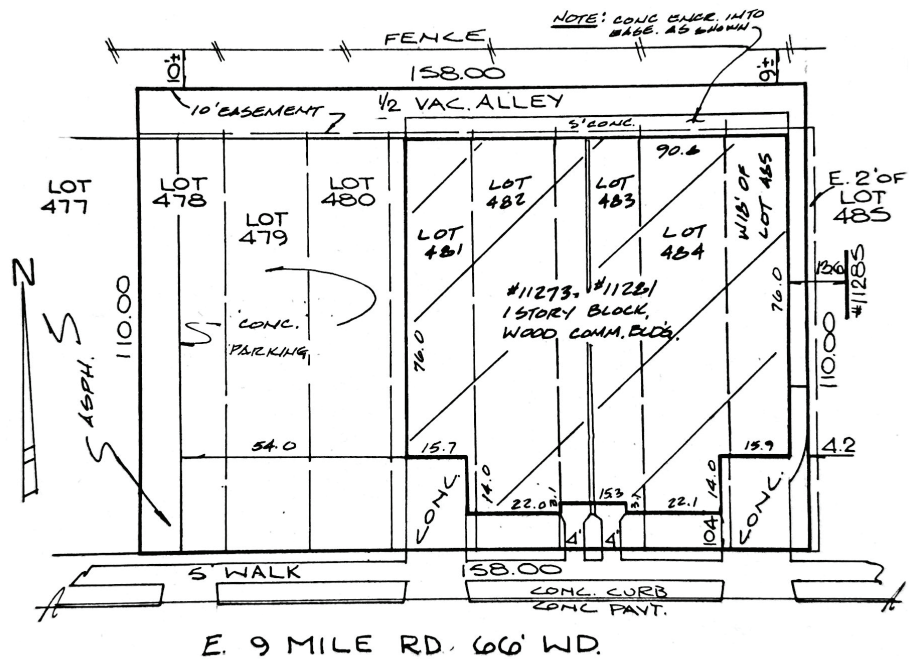 NOTE: CONC ENCR. INTO
EASE. AS SHOWN
FENCE
10'±
158.00
9'±
10' EASEMENT
1/2 VAC. ALLEY
5' CONC.
90.6
LOT 477
LOT 478
LOT 479
LOT 480
LOT 481
LOT 482
LOT 483
LOT 484
W 18' OF LOT 485
E. 2' OF
LOT
485
N
110.00
ASPH.
CONC.
PARKING
76.0
#11273, #11281
1 STORY BLOCK,
WOOD COMM. BLDG.
76.0
13.6
#11285
110.00
54.0
15.7
15.9
4.2
CONC.
14.0
22.0
3.1
15.3
3.1
22.1
14.0
10.4
CONC.
4'
4'
5' WALK
158.00
CONC. CURB
CONC PAVT.
E. 9 MILE RD. 66' WD.